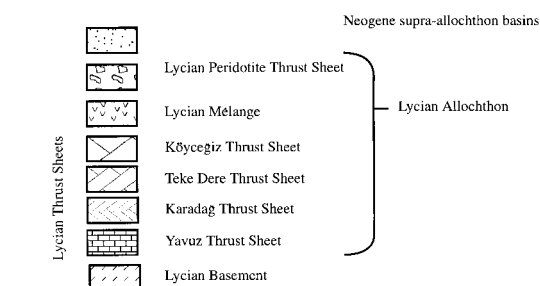 Neogene supra-allochthon basins
Lycian Peridotite Thrust Sheet
Lycian Mélange
Lycian Allochthon
Köyceğiz Thrust Sheet
Teke Dere Thrust Sheet
Karadağ Thrust Sheet
Yavuz Thrust Sheet
Lycian Thrust Sheets
Lycian Basement